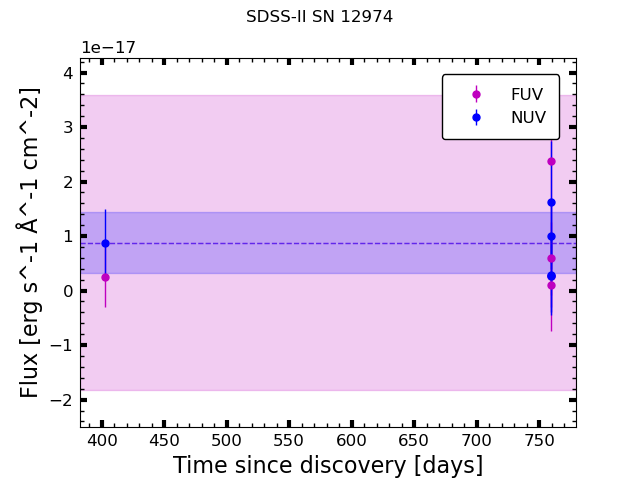 SDSS-II SN 12974
1e−17
FUV
NUV
4
3
2
1
0
−1
−2
Flux [erg s^-1 Å^-1 cm^-2]
400 450 500 550 600 650 700 750
Time since discovery [days]